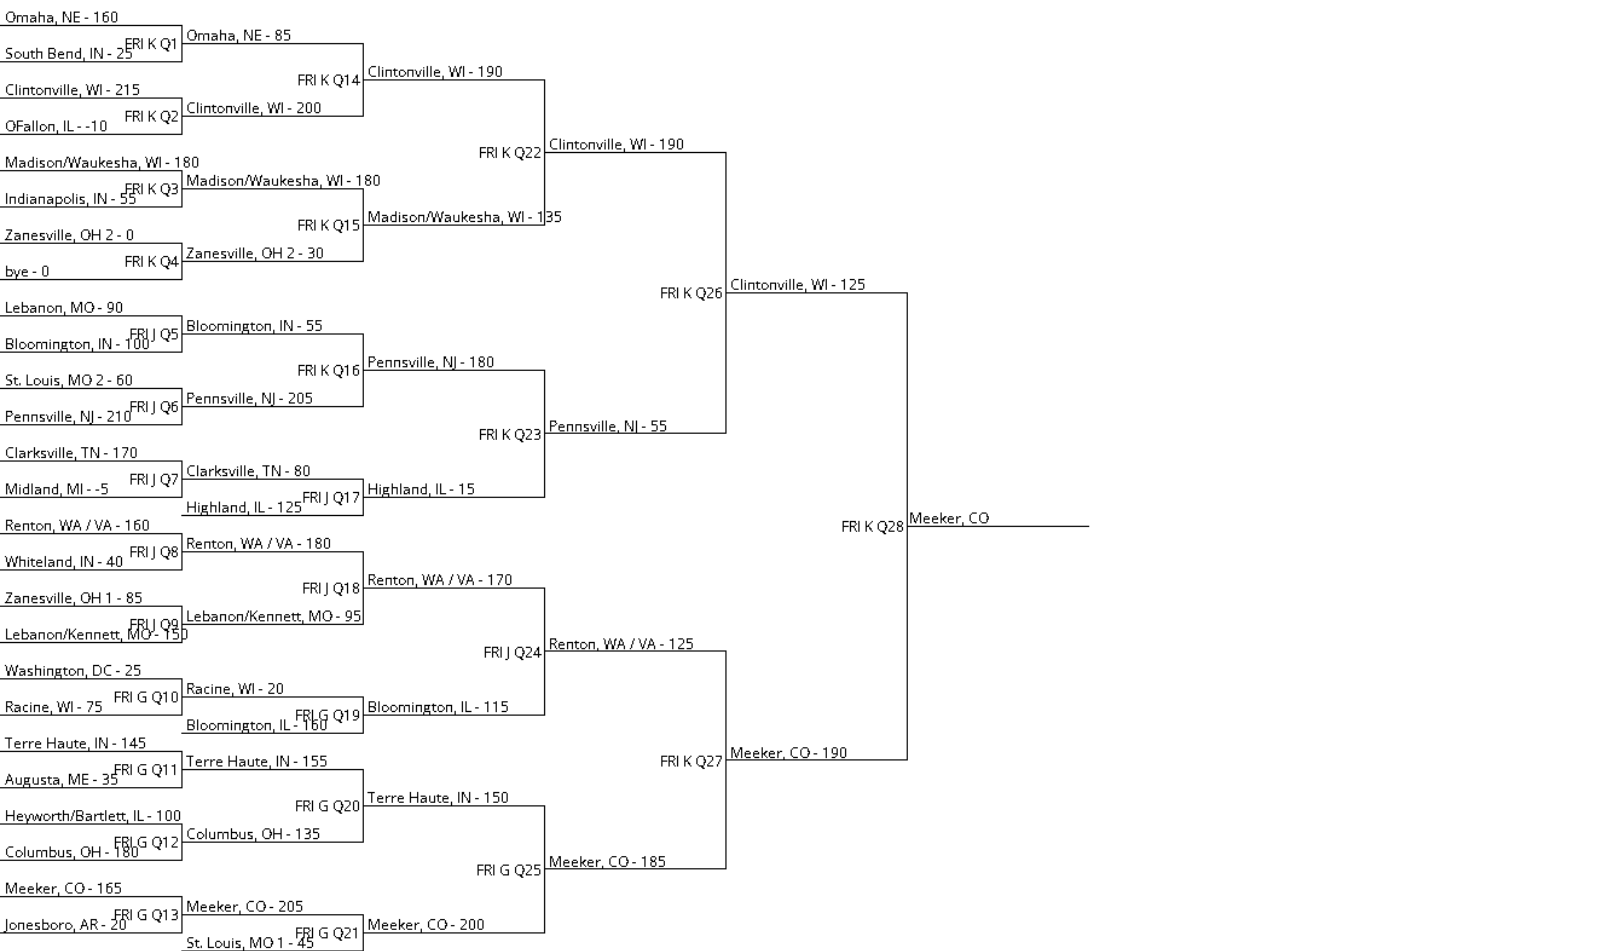 Omaha, NE - 160
South Bend, IN - 25
FRI K Q1
Clintonville, WI - 215
OFallon, IL - -10
FRI K Q2
Madison/Waukesha, WI - 180
Indianapolis, IN - 55
FRI K Q3
Zanesville, OH 2 - 0
bye - 0
FRI K Q4
Lebanon, MO - 90
Bloomington, IN - 100
FRI J Q5
St. Louis, MO 2 - 60
Pennsville, NJ - 210
FRI J Q6
Clarksville, TN - 170
Midland, MI - -5
FRI J Q7
Renton, WA / VA - 160
Whiteland, IN - 40
FRI J Q8
Zanesville, OH 1 - 85
Lebanon/Kennett, MO - 150
FRI J Q9
Washington, DC - 25
Racine, WI - 75
FRI G Q10
Terre Haute, IN - 145
Augusta, ME - 35
FRI G Q11
Heyworth/Bartlett, IL - 100
Columbus, OH - 180
FRI G Q12
Meeker, CO - 165
Jonesboro, AR - 20
FRI G Q13
Omaha, NE - 85
Clintonville, WI - 200
FRI K Q14
Madison/Waukesha, WI - 180
Zanesville, OH 2 - 30
FRI K Q15
Bloomington, IN - 55
Pennsville, NJ - 205
FRI K Q16
Clarksville, TN - 80
Highland, IL - 125
FRI J Q17
Renton, WA / VA - 180
Lebanon/Kennett, MO - 95
FRI J Q18
Racine, WI - 20
Bloomington, IL - 160
FRI G Q19
Terre Haute, IN - 155
Columbus, OH - 135
FRI G Q20
Meeker, CO - 205
St. Louis, MO 1 - 45
FRI G Q21
Clintonville, WI - 190
Madison/Waukesha, WI - 135
FRI K Q22
Pennsville, NJ - 180
Highland, IL - 15
FRI K Q23
Renton, WA / VA - 170
Bloomington, IL - 115
FRI J Q24
Terre Haute, IN - 150
Meeker, CO - 200
FRI G Q25
Clintonville, WI - 190
Pennsville, NJ - 55
FRI K Q26
Renton, WA / VA - 125
Meeker, CO - 185
FRI K Q27
Clintonville, WI - 125
Meeker, CO - 190
FRI K Q28
Meeker, CO